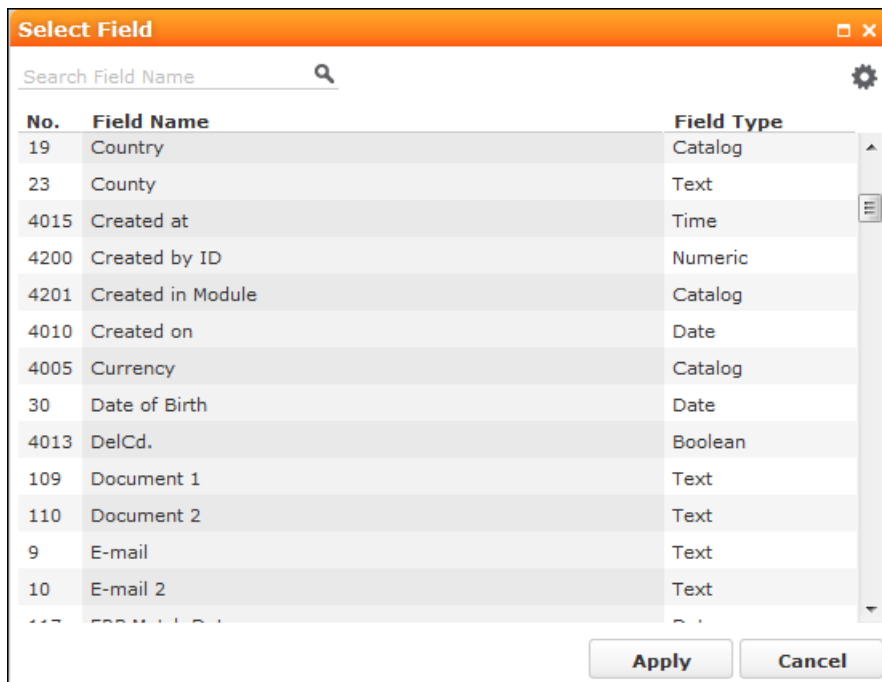 Select Field
Search Field Name
No. Field Name Field Type
19 Country Catalog
23 County Text
4015 Created at Time
4200 Created by ID Numeric
4201 Created in Module Catalog
4010 Created on Date
4005 Currency Catalog
30 Date of Birth Date
4013 DelCd. Boolean
109 Document 1 Text
110 Document 2 Text
9 E-mail Text
10 E-mail 2 Text
Apply Cancel